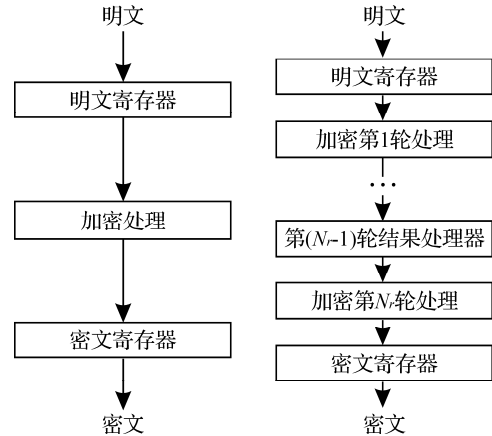 明文
明文寄存器
加密处理
密文寄存器
密文
明文
明文寄存器
加密第1轮处理
…
第(Nr-1)轮结果处理器
加密第Nr轮处理
密文寄存器
密文